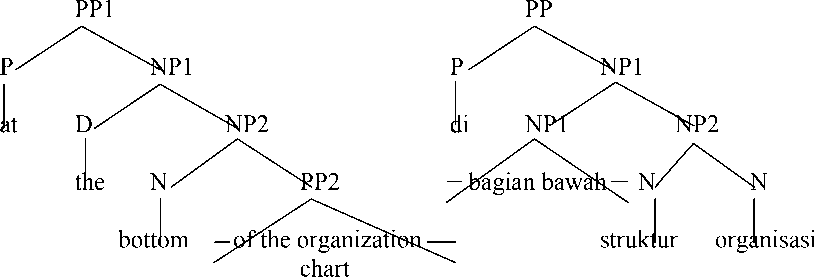 PP1 PP
P NP1 P NP1
at D NP2 di NP1 NP2
the N PP2 bagian bawah N N
bottom of the organization struktur organisasi
chart